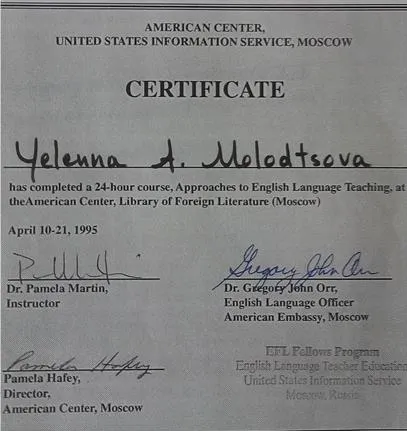 AMERICAN CENTER,
UNITED STATES INFORMATION SERVICE, MOSCOW
CERTIFICATE
Yelenna A. Molodtsova
has completed a 24-hour course, Approaches to English Language Teaching, at
theAmerican Center, Library of Foreign Literature (Moscow)
April 10-21, 1995
Gregory John Orr
Dr. Pamela Martin,
Instructor
Dr. Gregory John Orr,
English Language Officer
American Embassy, Moscow
Pamela Hafey
Pamela Hafey,
Director,
American Center, Moscow
EFL Fellows Program
English Language Teacher Education
United States Information Service
Moscow, Russia